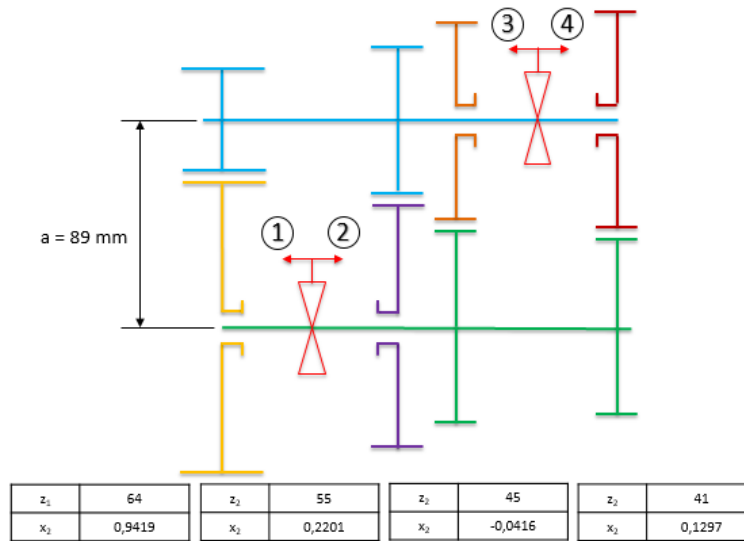 ③ ④
① ②
a = 89 mm
z₁ 64 z₂ 55 z₂ 45 z₂ 41
x₂ 0,9419 x₂ 0,2201 x₂ -0,0416 x₂ 0,1297